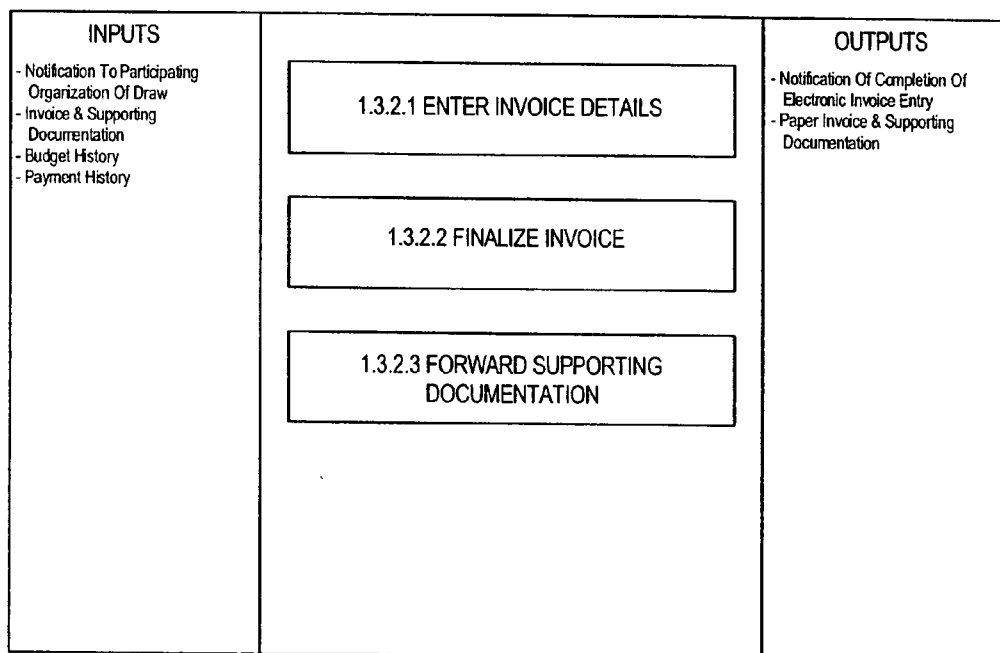 INPUTS
- Notification To Participating
Organization Of Draw
- Invoice & Supporting
Documentation
- Budget History
- Payment History
1.3.2.1 ENTER INVOICE DETAILS
1.3.2.2 FINALIZE INVOICE
1.3.2.3 FORWARD SUPPORTING
DOCUMENTATION
OUTPUTS
- Notification Of Completion Of
Electronic Invoice Entry
- Paper Invoice & Supporting
Documentation